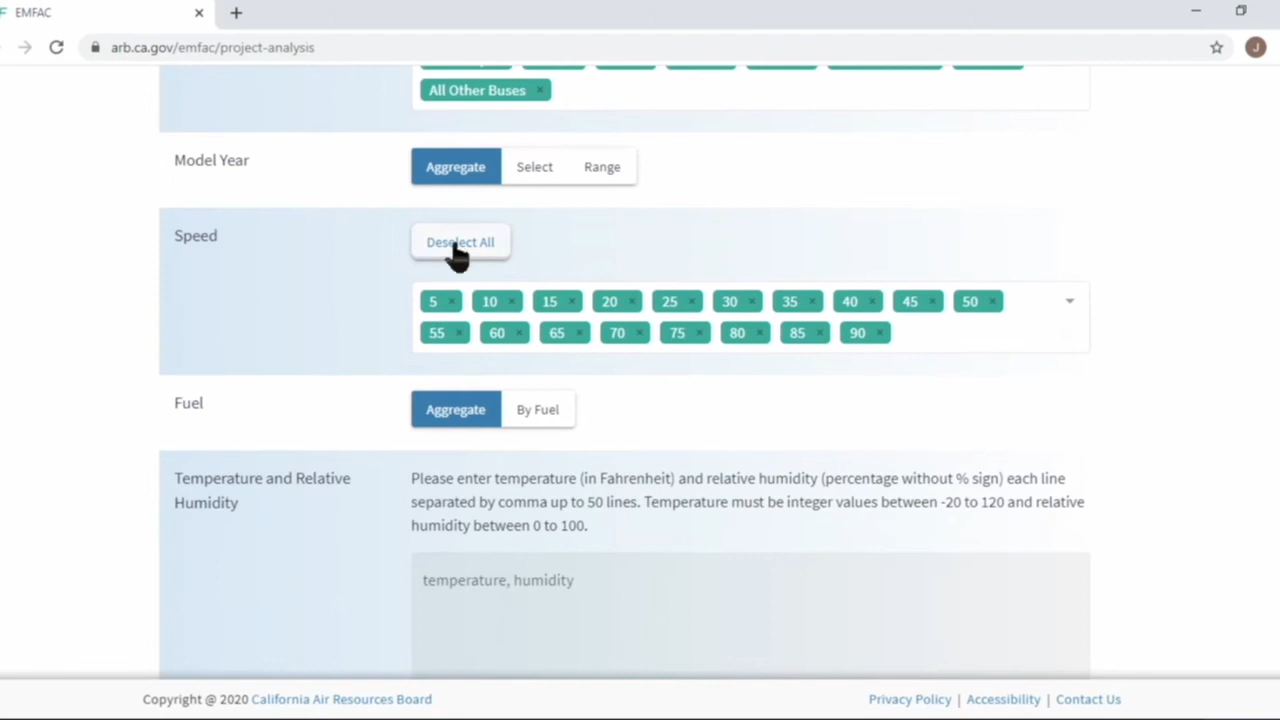 EMFAC
arb.ca.gov/emfac/project-analysis
J
All Other Buses ×
Model Year
Aggregate Select Range
Speed
Deselect All
5 × 10 × 15 × 20 × 25 × 30 × 35 × 40 × 45 × 50 ×
55 × 60 × 65 × 70 × 75 × 80 × 85 × 90 ×
Fuel
Aggregate By Fuel
Temperature and Relative
Humidity
Please enter temperature (in Fahrenheit) and relative humidity (percentage without % sign) each line
separated by comma up to 50 lines. Temperature must be integer values between -20 to 120 and relative
humidity between 0 to 100.
temperature, humidity
Copyright @ 2020 California Air Resources Board
Privacy Policy | Accessibility | Contact Us